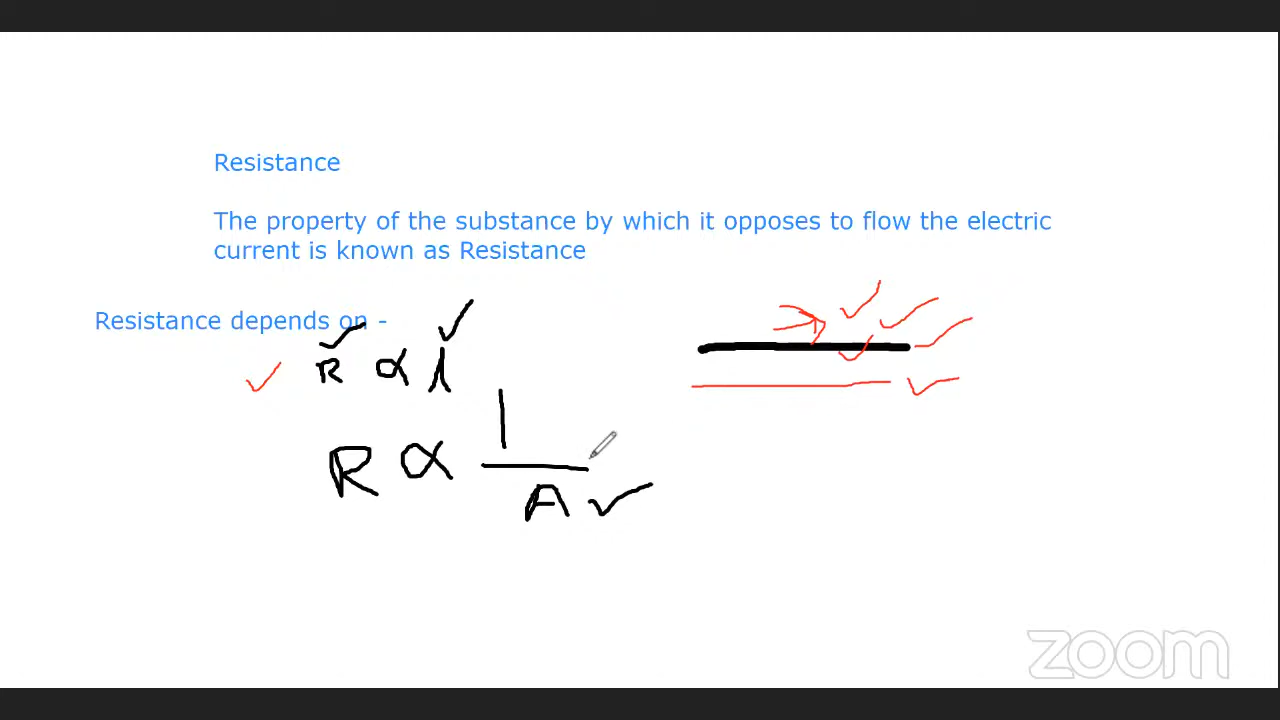 Resistance
The property of the substance by which it opposes to flow the electric
current is known as Resistance
Resistance depends on -
R ∝ l
R ∝ 1
A
zoom